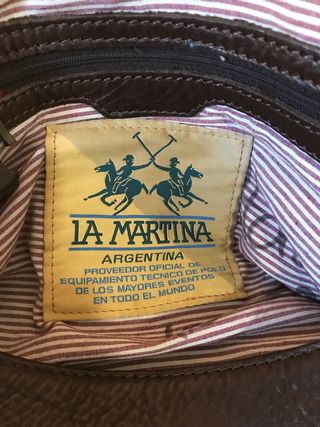 LA MARTINA
ARGENTINA
PROVEEDOR OFICIAL DE
EQUIPAMIENTO TECNICO DE POLO
DE LOS MAYORES EVENTOS
EN TODO EL MUNDO